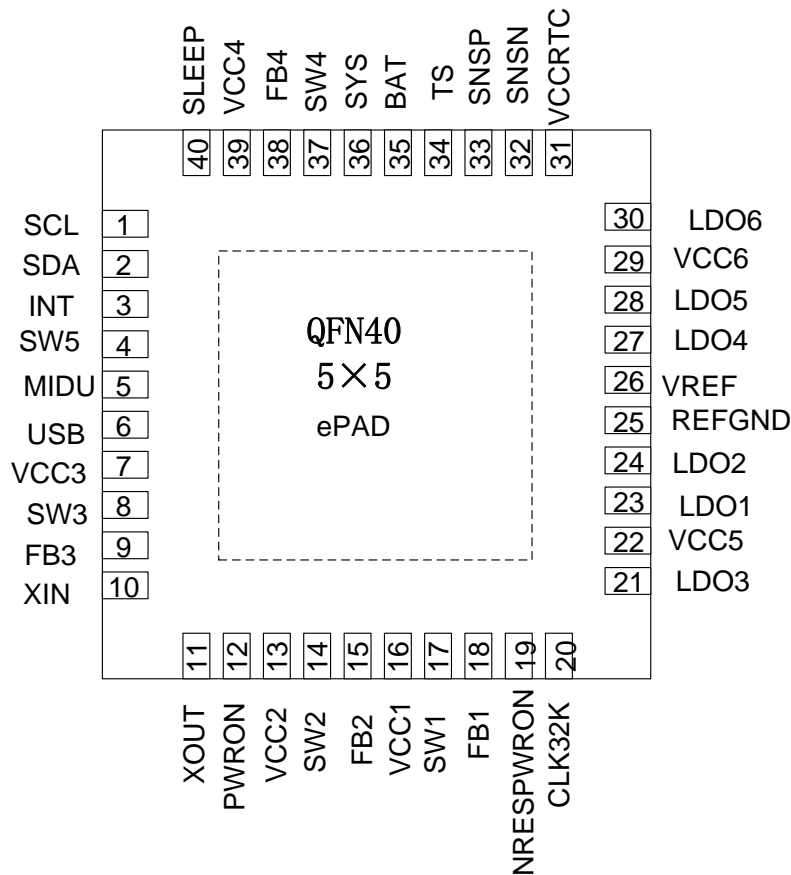 SLEEP
VCC4
FB4
SW4
SYS
BAT
TS
SNSP
SNSN
VCCRTC
40
39
38
37
36
35
34
33
32
31
SCL 1
SDA 2
INT 3
SW5 4
MIDU 5
USB 6
VCC3 7
SW3 8
FB3 9
XIN 10
QFN40
5×5
ePAD
30 LDO6
29 VCC6
28 LDO5
27 LDO4
26 VREF
25 REFGND
24 LDO2
23 LDO1
22 VCC5
21 LDO3
11
12
13
14
15
16
17
18
19
20
XOUT
PWRON
VCC2
SW2
FB2
VCC1
SW1
FB1
NRESPWRON
CLK32K